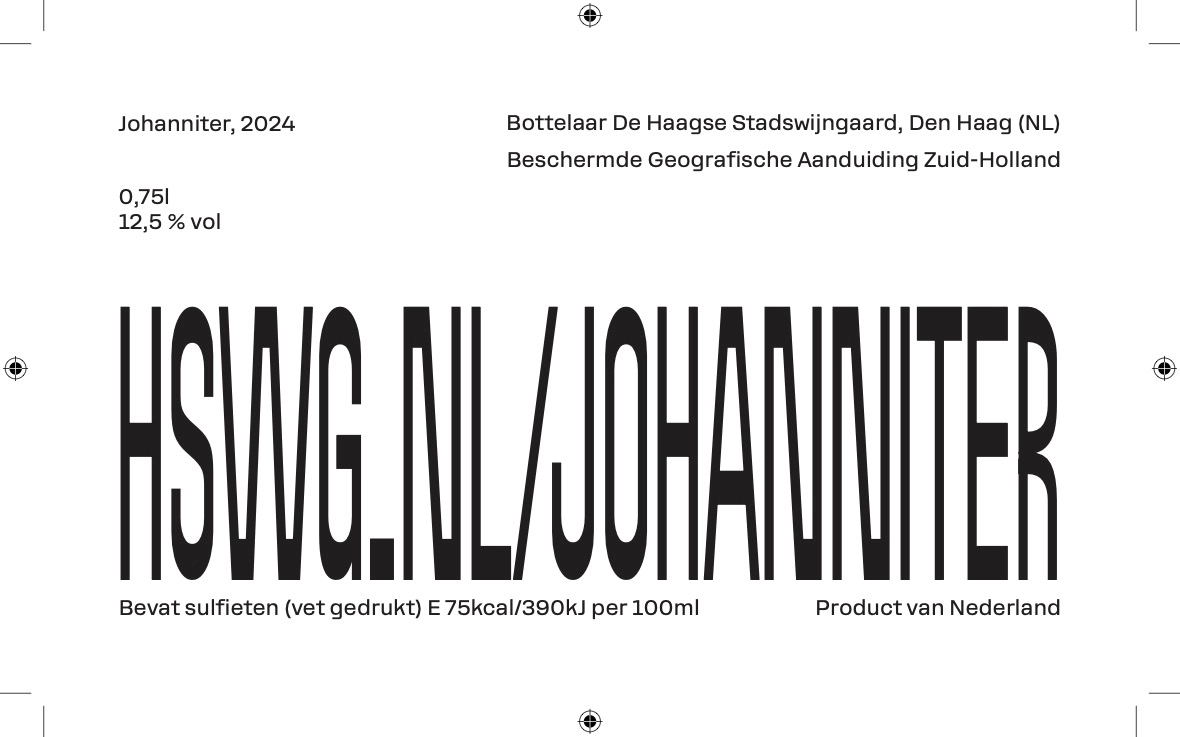 Johanniter, 2024
Bottelaar De Haagse Stadswijngaard, Den Haag (NL)
Beschermde Geografische Aanduiding Zuid-Holland
0,75l
12,5 % vol
HSWG.NL/JOHANNITER
Bevat sulfieten (vet gedrukt) E 75kcal/390kJ per 100ml
Product van Nederland